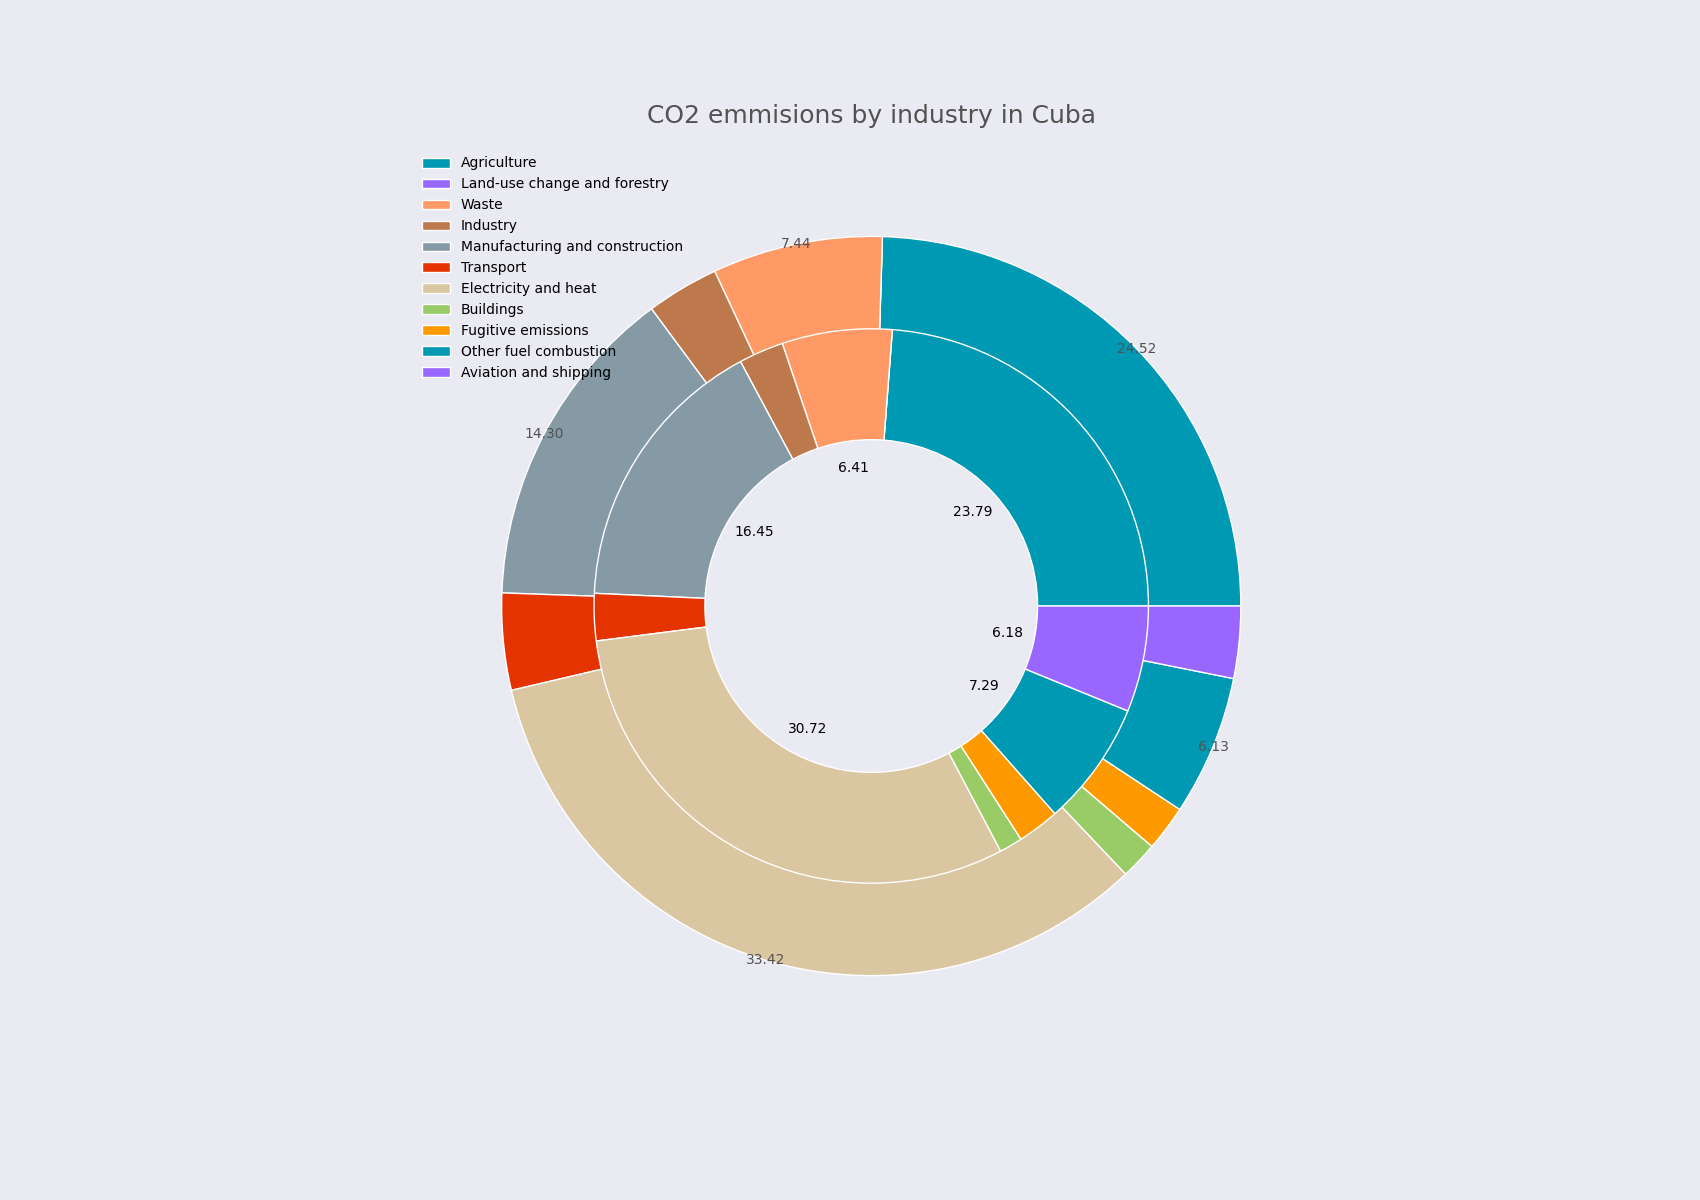 CO2 emmisions by industry in Cuba
Agriculture
Land-use change and forestry
Waste
Industry
Manufacturing and construction
Transport
Electricity and heat
Buildings
Fugitive emissions
Other fuel combustion
Aviation and shipping
7.44
24.52
14.30
6.41
23.79
16.45
6.18
7.29
30.72
6.13
33.42